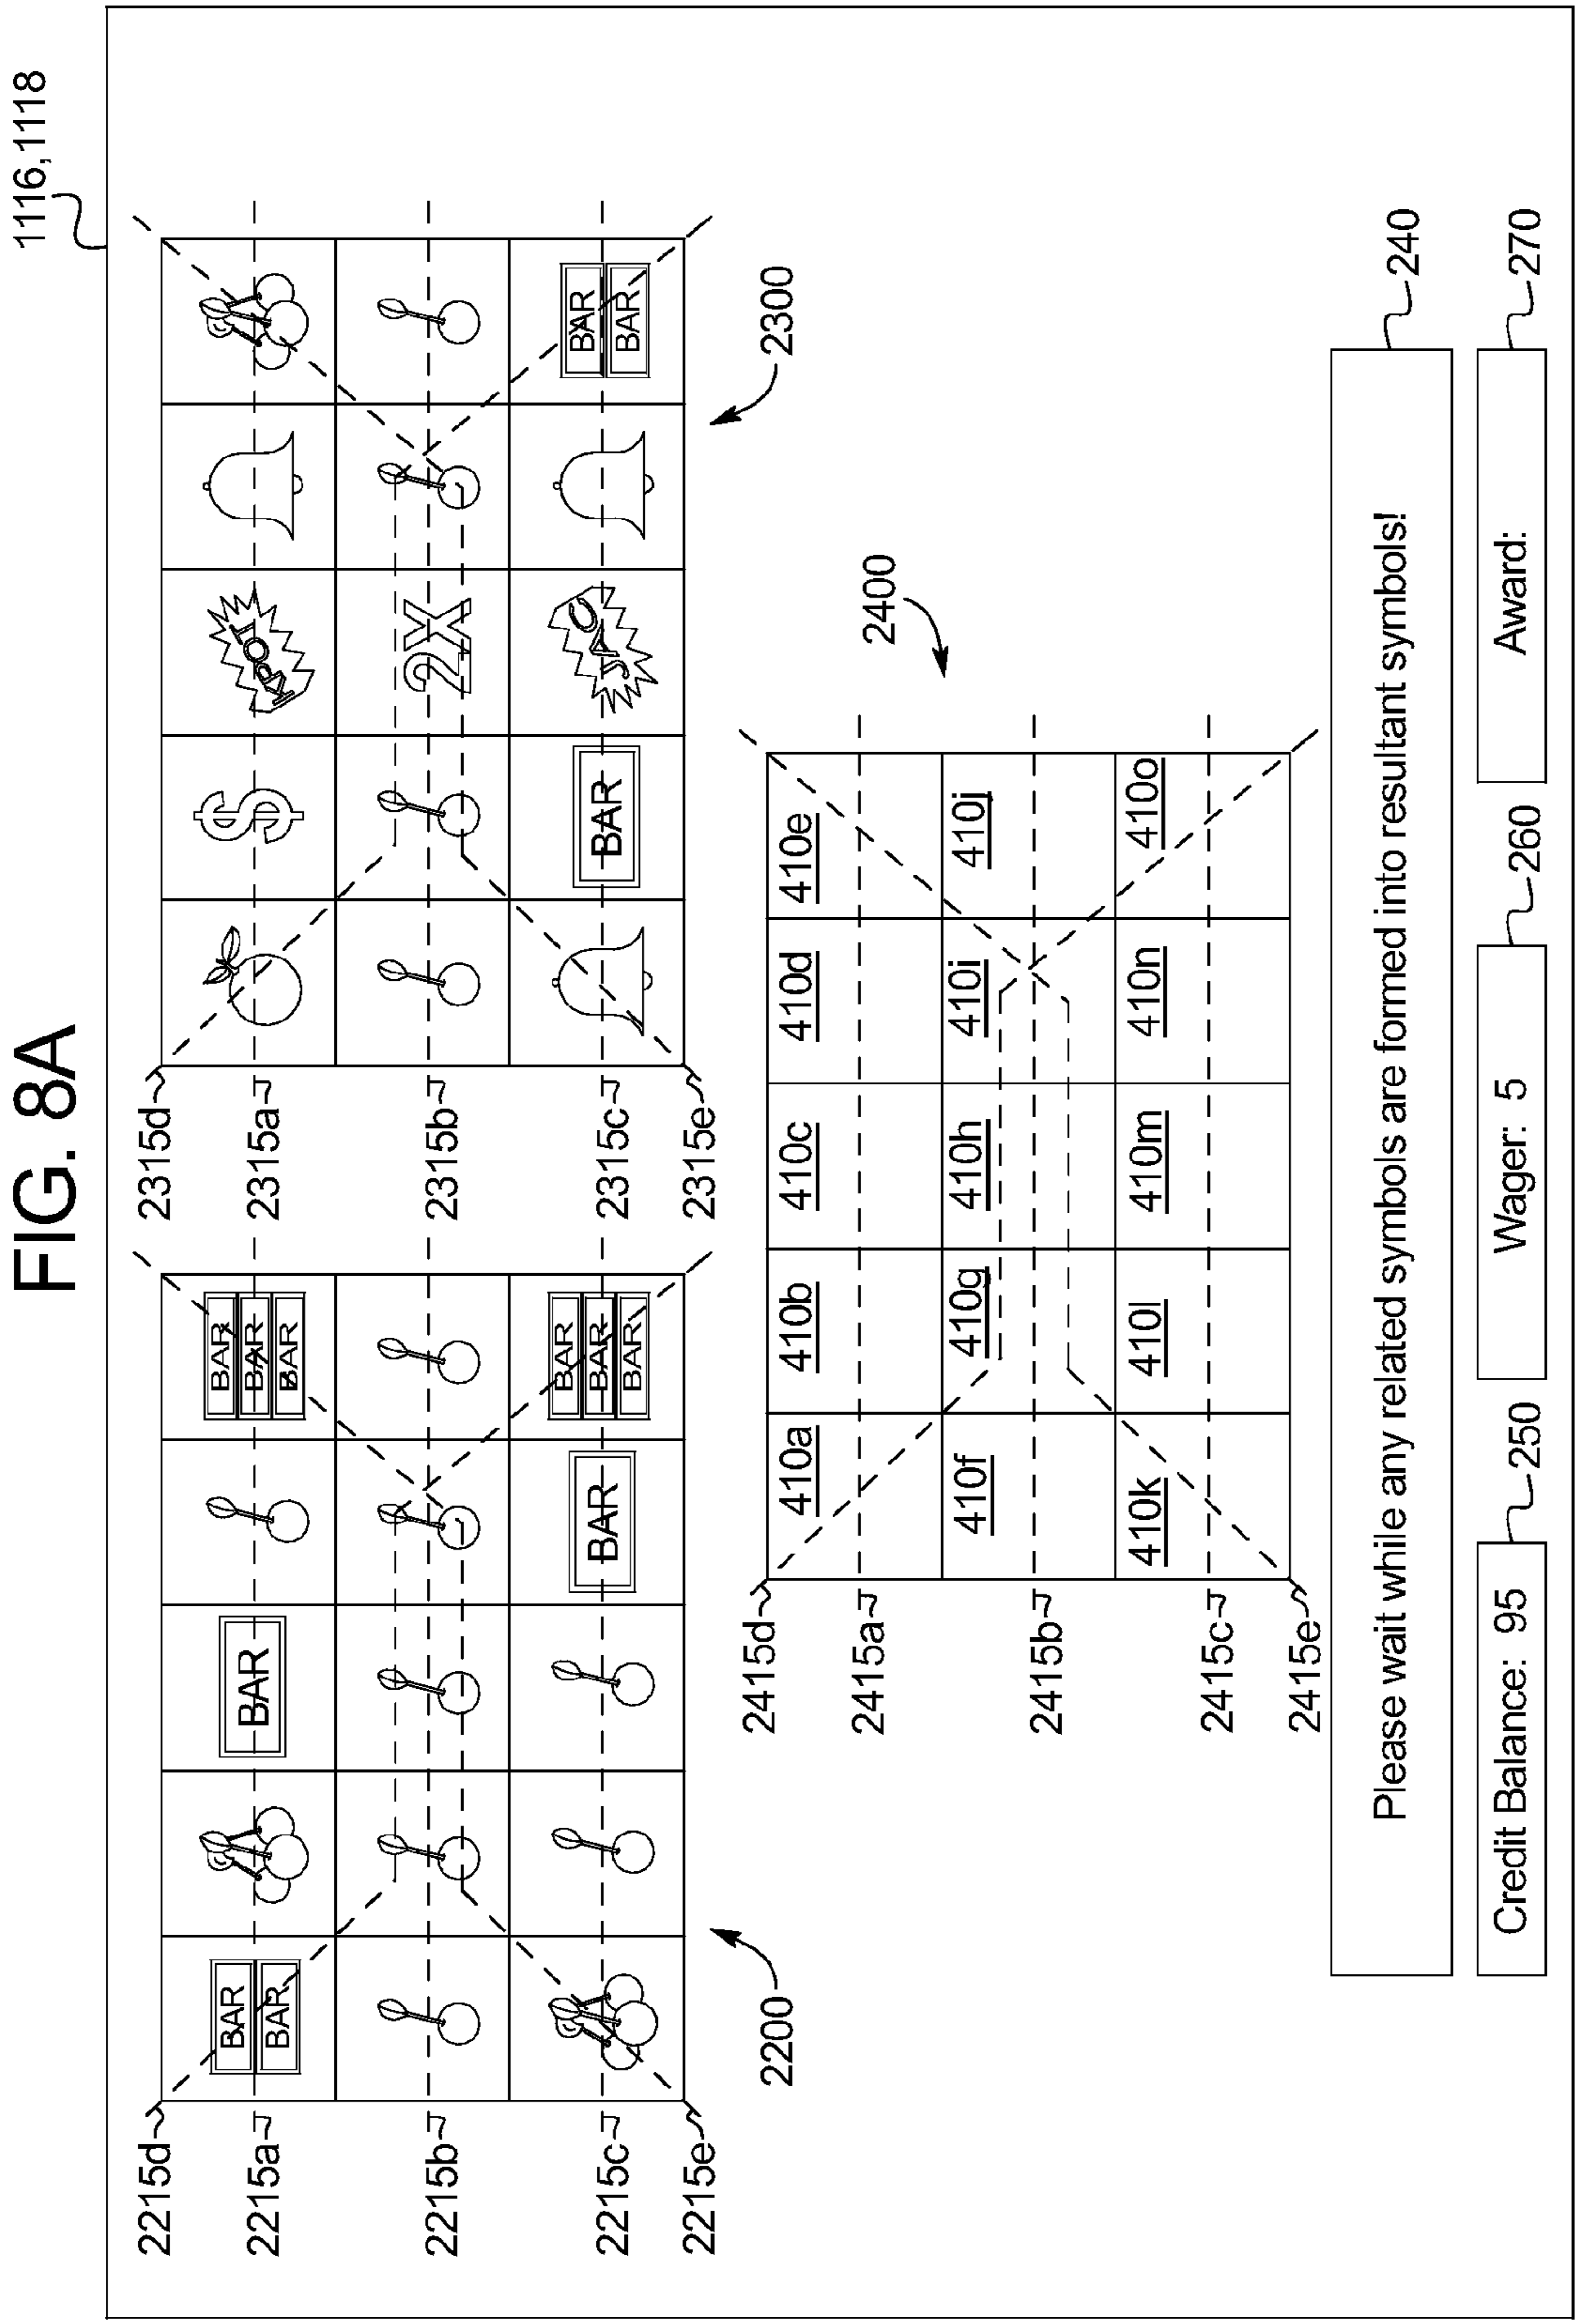 FIG. 8A
1116,1118
2215d
2215a
2215b
2215c
2215e
BAR
BAR
BAR
BAR
BAR
BAR
BAR
BAR
BAR
BAR
2200
2315d
2315a
2315b
2315c
2315e
$
JACK
POT
2X
BAR
BAR
BAR
2300
2400
2415d
2415a
2415b
2415c
2415e
410a 410b 410c 410d 410e
410f 410g 410h 410i 410j
410k 410l 410m 410n 410o
Please wait while any related symbols are formed into resultant symbols!
240
Credit Balance: 95
250
Wager: 5
260
Award:
270